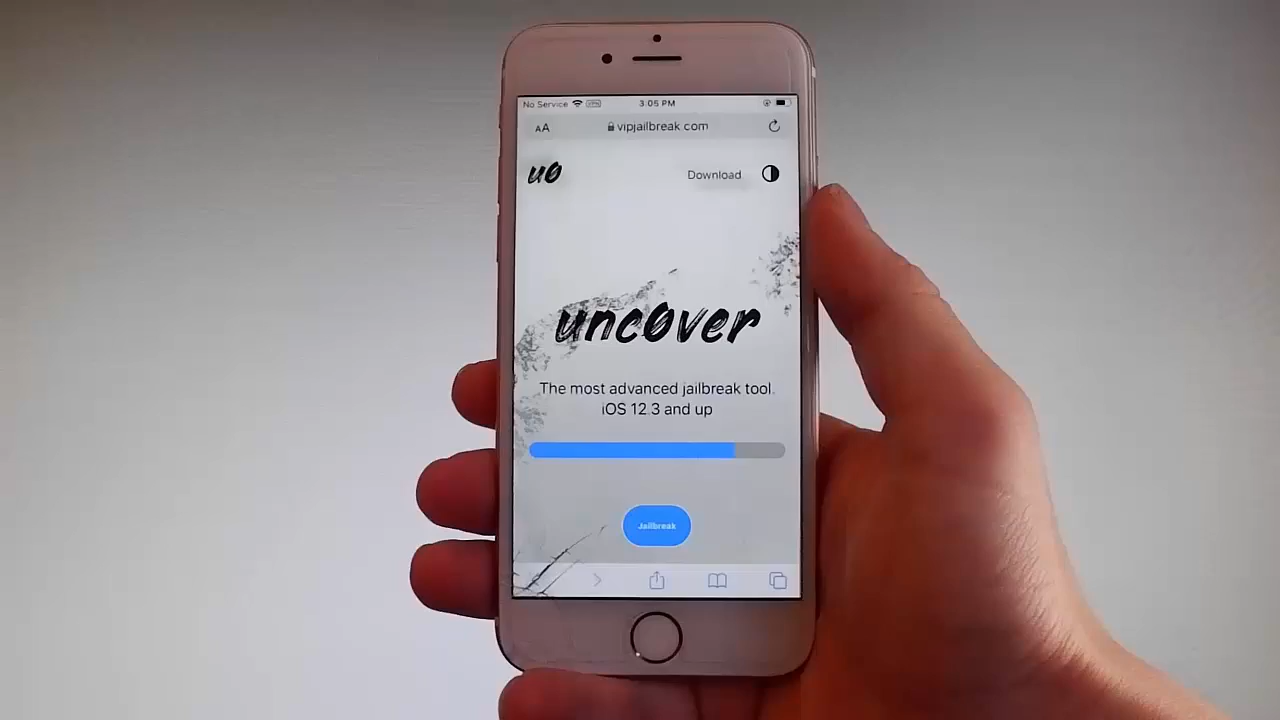 No Service VPN 3:05 PM
AA vipjailbreak.com
u0 Download
unc0ver
The most advanced jailbreak tool.
iOS 12.3 and up
Jailbreak